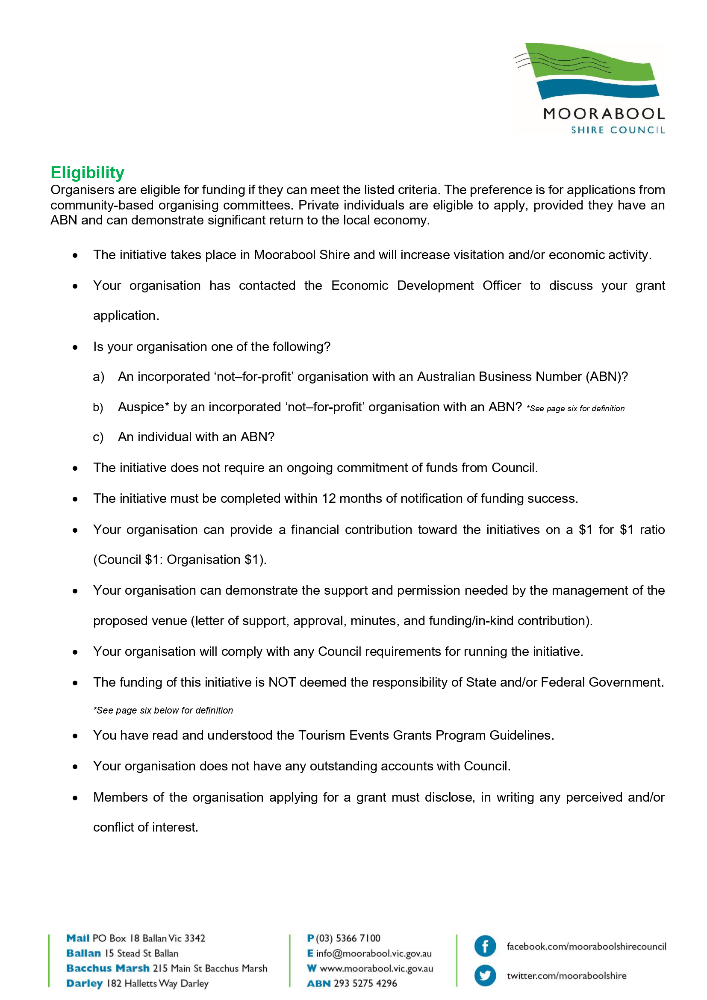 MOORABOOL
SHIRE COUNCIL
Eligibility
Organisers are eligible for funding if they can meet the listed criteria. The preference is for applications from
community-based organising committees. Private individuals are eligible to apply, provided they have an
ABN and can demonstrate significant return to the local economy.
• The initiative takes place in Moorabool Shire and will increase visitation and/or economic activity.
• Your organisation has contacted the Economic Development Officer to discuss your grant
application.
• Is your organisation one of the following?
a) An incorporated ‘not–for-profit’ organisation with an Australian Business Number (ABN)?
b) Auspice* by an incorporated ‘not–for-profit’ organisation with an ABN? *See page six for definition
c) An individual with an ABN?
• The initiative does not require an ongoing commitment of funds from Council.
• The initiative must be completed within 12 months of notification of funding success.
• Your organisation can provide a financial contribution toward the initiatives on a $1 for $1 ratio
(Council $1: Organisation $1).
• Your organisation can demonstrate the support and permission needed by the management of the
proposed venue (letter of support, approval, minutes, and funding/in-kind contribution).
• Your organisation will comply with any Council requirements for running the initiative.
• The funding of this initiative is NOT deemed the responsibility of State and/or Federal Government.
*See page six below for definition
• You have read and understood the Tourism Events Grants Program Guidelines.
• Your organisation does not have any outstanding accounts with Council.
• Members of the organisation applying for a grant must disclose, in writing any perceived and/or
conflict of interest.
Mail PO Box 18 Ballan Vic 3342
Ballan 15 Stead St Ballan
Bacchus Marsh 215 Main St Bacchus Marsh
Darley 182 Halletts Way Darley
P (03) 5366 7100
E info@moorabool.vic.gov.au
W www.moorabool.vic.gov.au
ABN 293 5275 4296
facebook.com/mooraboolshirecouncil
twitter.com/mooraboolshire